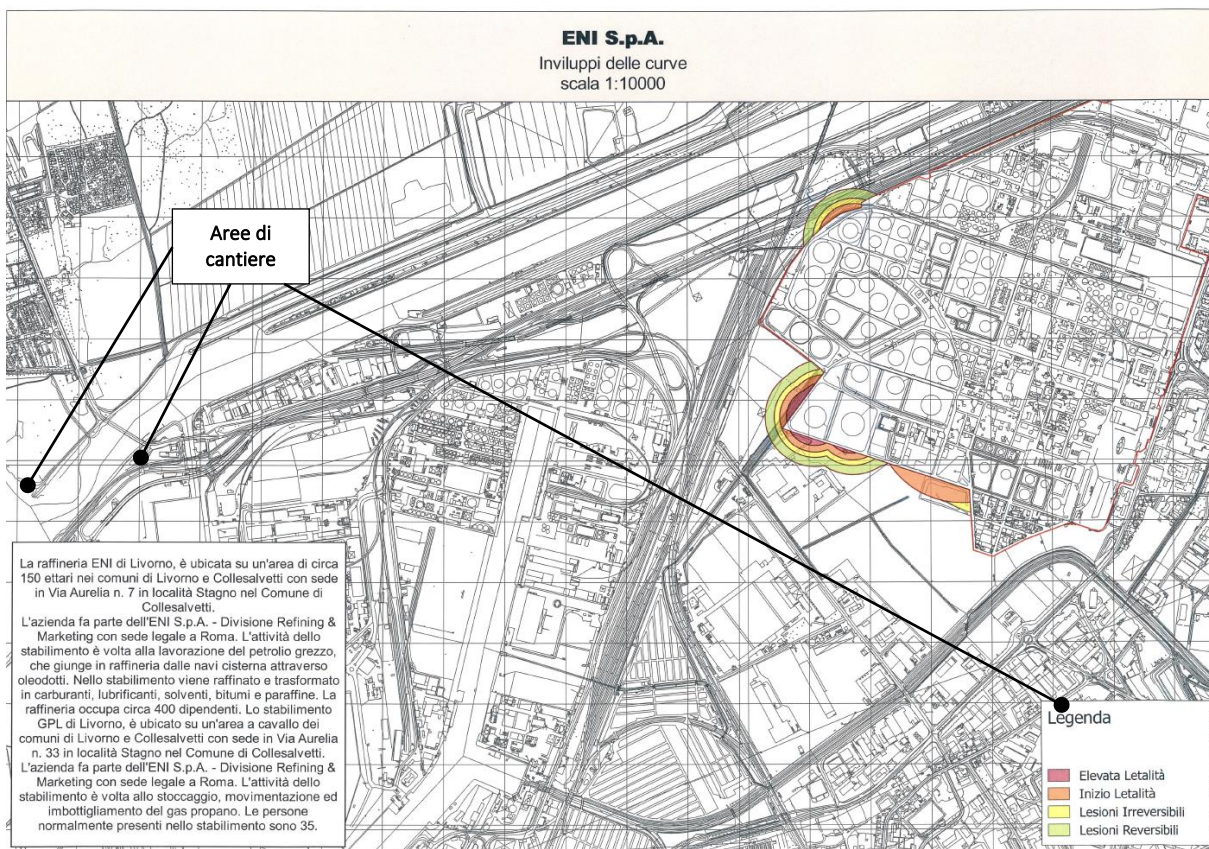 ENI S.p.A.
Inviluppi delle curve
scala 1:10000
Aree di
cantiere
La raffineria ENI di Livorno, è ubicata su un'area di circa
150 ettari nei comuni di Livorno e Collesalvetti con sede
in Via Aurelia n. 7 in località Stagno nel Comune di
Collesalvetti.
L'azienda fa parte dell'ENI S.p.A. - Divisione Refining &
Marketing con sede legale a Roma. L'attività dello
stabilimento è volta alla lavorazione del petrolio grezzo,
che giunge in raffineria dalle navi cisterna attraverso
oleodotti. Nello stabilimento viene raffinato e trasformato
in carburanti, lubrificanti, solventi, bitumi e paraffine. La
raffineria occupa circa 400 dipendenti. Lo stabilimento
GPL di Livorno, è ubicato su un'area a cavallo dei
comuni di Livorno e Collesalvetti con sede in Via Aurelia
n. 33 in località Stagno nel Comune di Collesalvetti.
L'azienda fa parte dell'ENI S.p.A. - Divisione Refining &
Marketing con sede legale a Roma. L'attività dello
stabilimento è volta allo stoccaggio, movimentazione ed
imbottigliamento del gas propano. Le persone
normalmente presenti nello stabilimento sono 35.
Legenda
Elevata Letalità
Inizio Letalità
Lesioni Irreversibili
Lesioni Reversibili